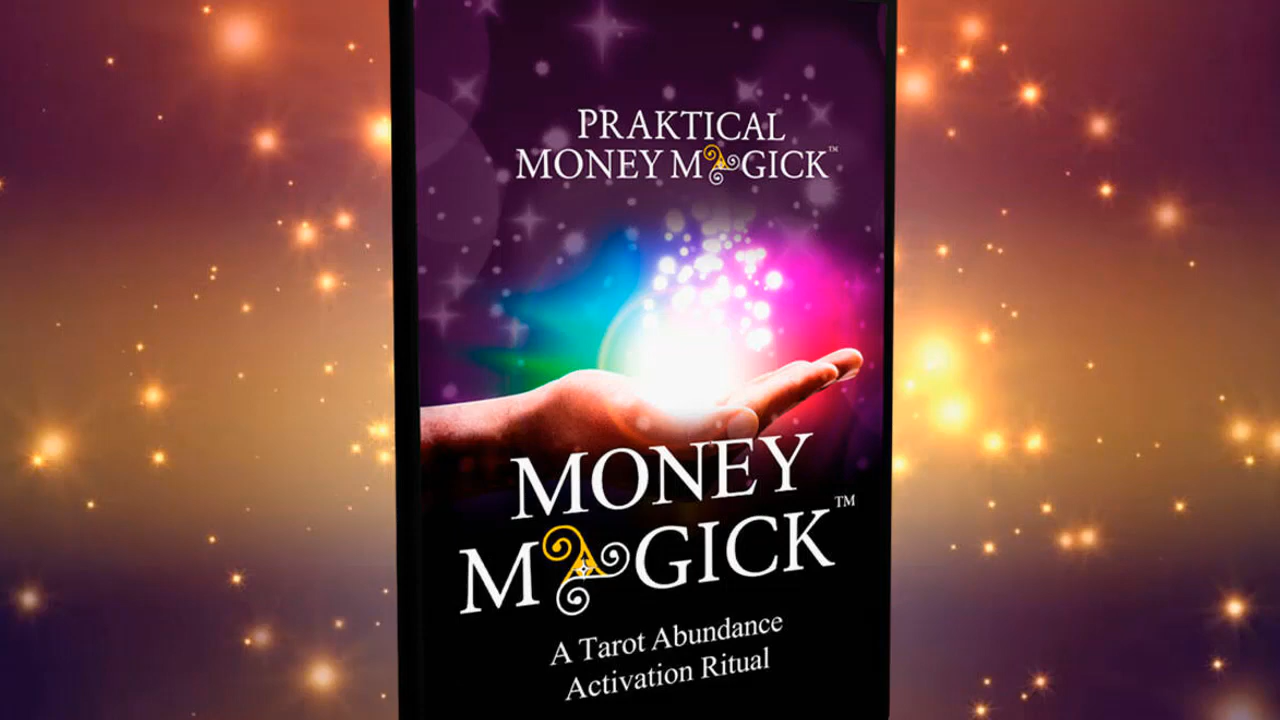 PRAKTICAL
MONEY MAGICK™
MONEY
MAGICK™
A Tarot Abundance
Activation Ritual